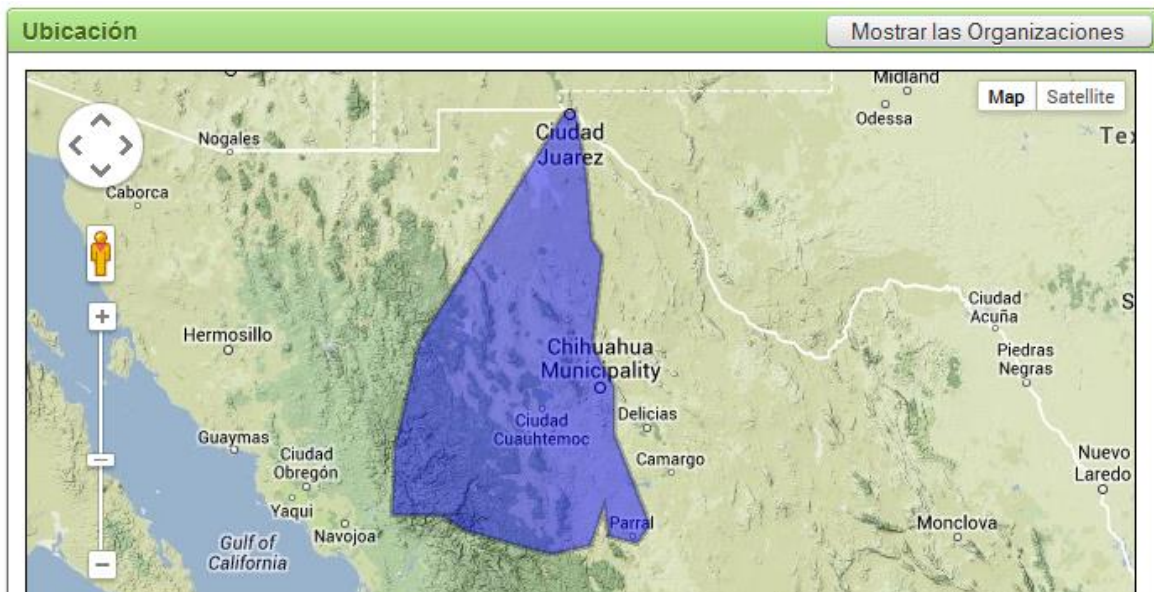 Ubicación
Mostrar las Organizaciones
Midland
Map Satellite
Odessa
Ciudad
Juarez
Nogales
Tex
Caborca
+
Ciudad
Acuña
S
Hermosillo
Chihuahua
Municipality
Piedras
Negras
Delicias
Ciudad
Cuauhtemoc
Guaymas
Ciudad
Obregón
Camargo
Nuevo
Laredo
Yaqui
Navojoa
Parral
Monclova
Gulf of
California
−